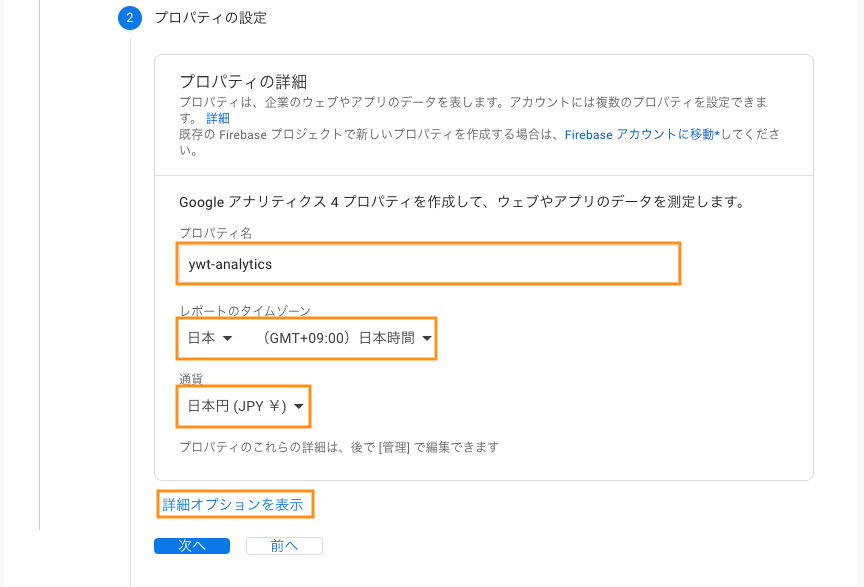 2 プロパティの設定
プロパティの詳細
プロパティは、企業のウェブやアプリのデータを表します。アカウントには複数のプロパティを設定できま
す。 詳細
既存の Firebase プロジェクトで新しいプロパティを作成する場合は、Firebase アカウントに移動*してくださ
い。
Google アナリティクス 4 プロパティを作成して、ウェブやアプリのデータを測定します。
プロパティ名
ywt-analytics
レポートのタイムゾーン
日本 (GMT+09:00) 日本時間
通貨
日本円 (JPY ¥)
プロパティのこれらの詳細は、後で [管理] で編集できます
詳細オプションを表示
次へ 前へ